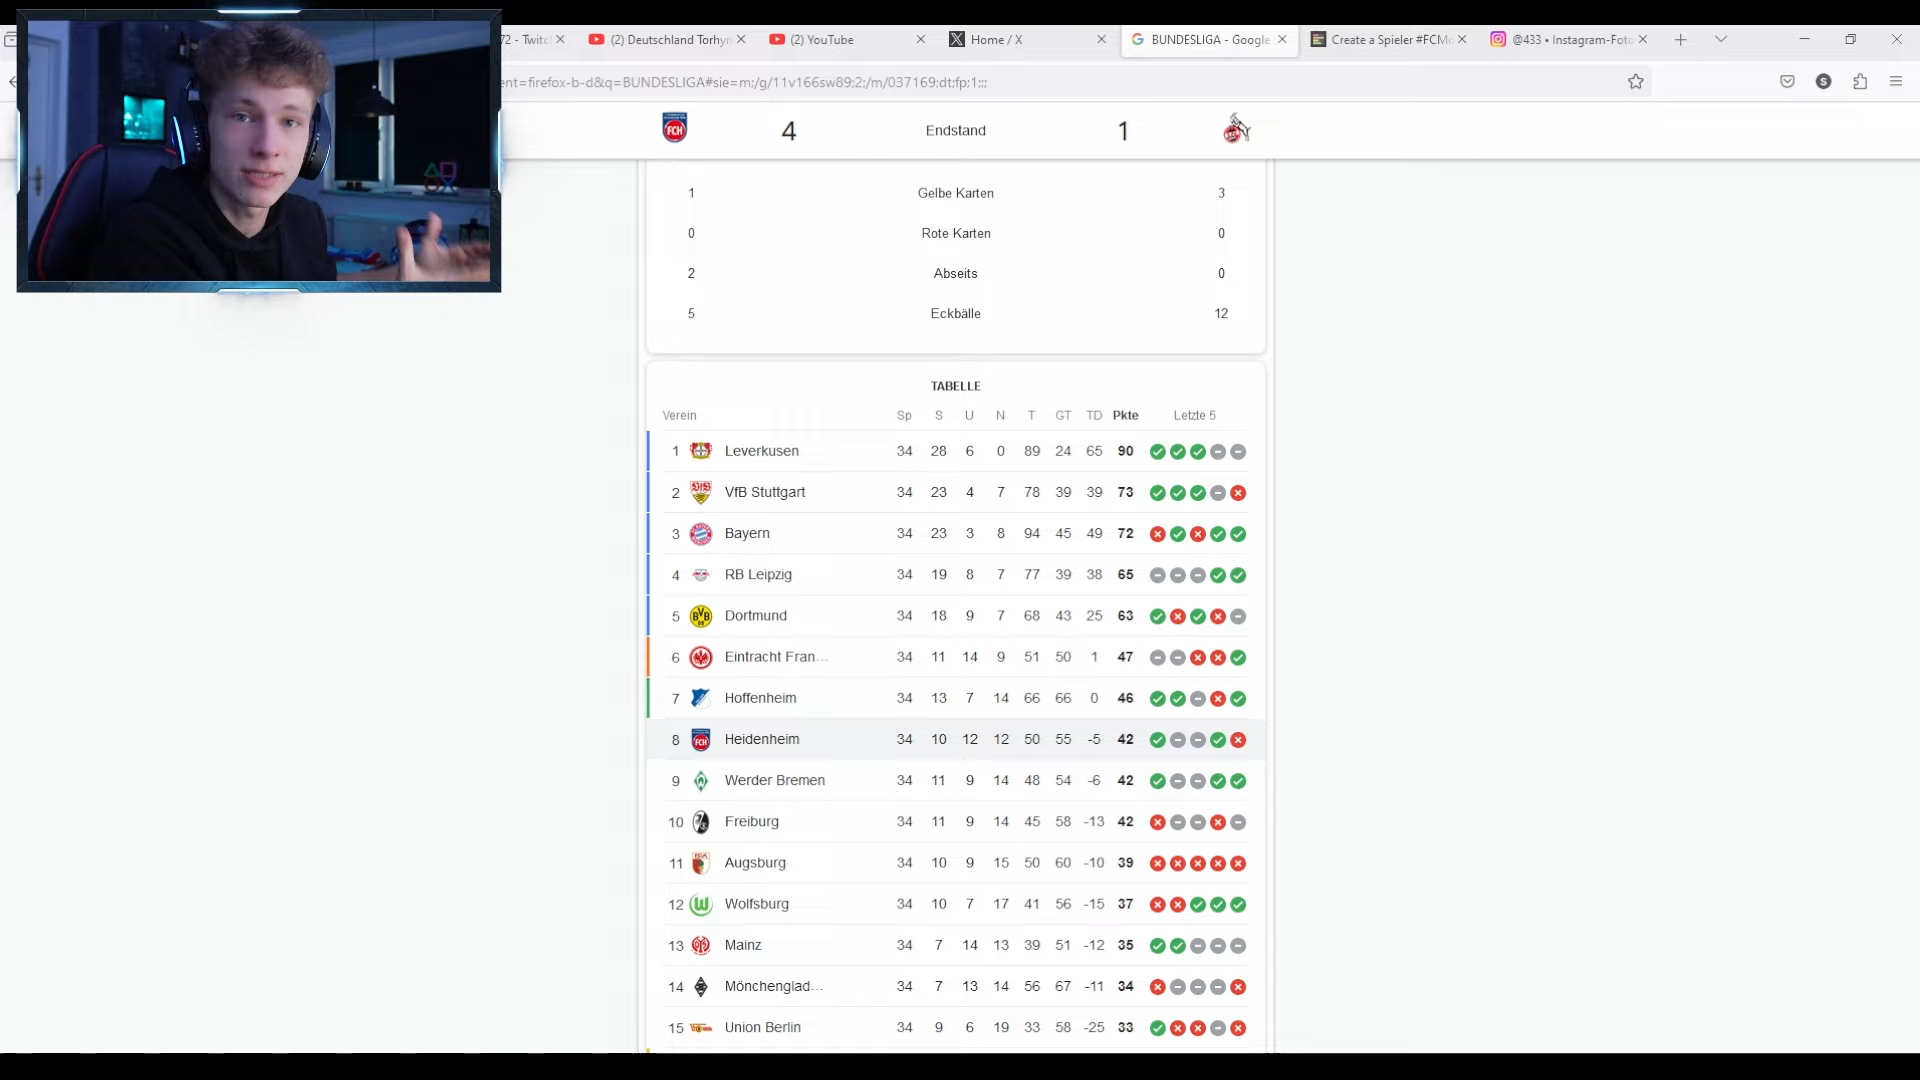 72 - Twitch
(2) Deutschland Torhyn
(2) YouTube
Home / X
BUNDESLIGA - Google
Create a Spieler #FCMo
@433 • Instagram-Foto
ent=firefox-b-d&q=BUNDESLIGA#sie=m;/g/11v166sw89;2;/m/037169;dt;fp;1;;;
FCH 4 Endstand 1
1 Gelbe Karten 3
0 Rote Karten 0
2 Abseits 0
5 Eckbälle 12
TABELLE
Verein Sp S U N T GT TD Pkte Letzte 5
1 Leverkusen 34 28 6 0 89 24 65 90
2 VfB Stuttgart 34 23 4 7 78 39 39 73
3 Bayern 34 23 3 8 94 45 49 72
4 RB Leipzig 34 19 8 7 77 39 38 65
5 BVB 09 Dortmund 34 18 9 7 68 43 25 63
6 Eintracht Fran... 34 11 14 9 51 50 1 47
7 Hoffenheim 34 13 7 14 66 66 0 46
8 FCH Heidenheim 34 10 12 12 50 55 -5 42
9 Werder Bremen 34 11 9 14 48 54 -6 42
10 Freiburg 34 11 9 14 45 58 -13 42
11 Augsburg 34 10 9 15 50 60 -10 39
12 Wolfsburg 34 10 7 17 41 56 -15 37
13 Mainz 34 7 14 13 39 51 -12 35
14 Mönchenglad... 34 7 13 14 56 67 -11 34
15 Union Berlin 34 9 6 19 33 58 -25 33